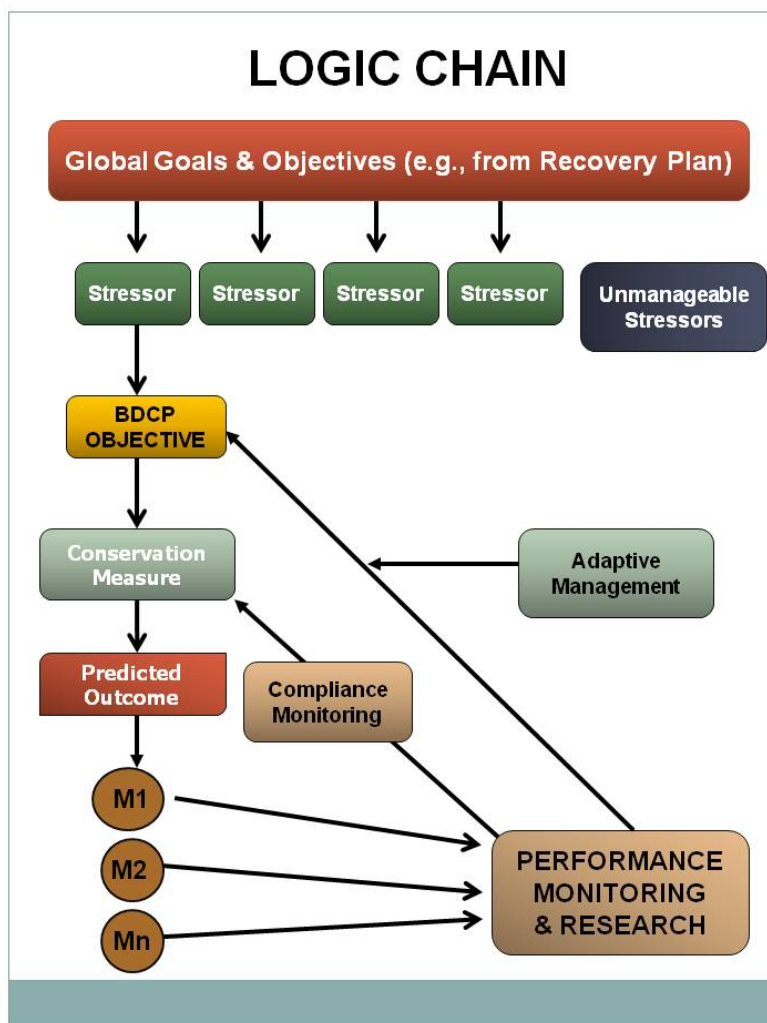 LOGIC CHAIN
Global Goals & Objectives (e.g., from Recovery Plan)
Stressor
Stressor
Stressor
Stressor
Unmanageable
Stressors
BDCP
OBJECTIVE
Conservation
Measure
Adaptive
Management
Predicted
Outcome
Compliance
Monitoring
M1
M2
Mn
PERFORMANCE
MONITORING
& RESEARCH